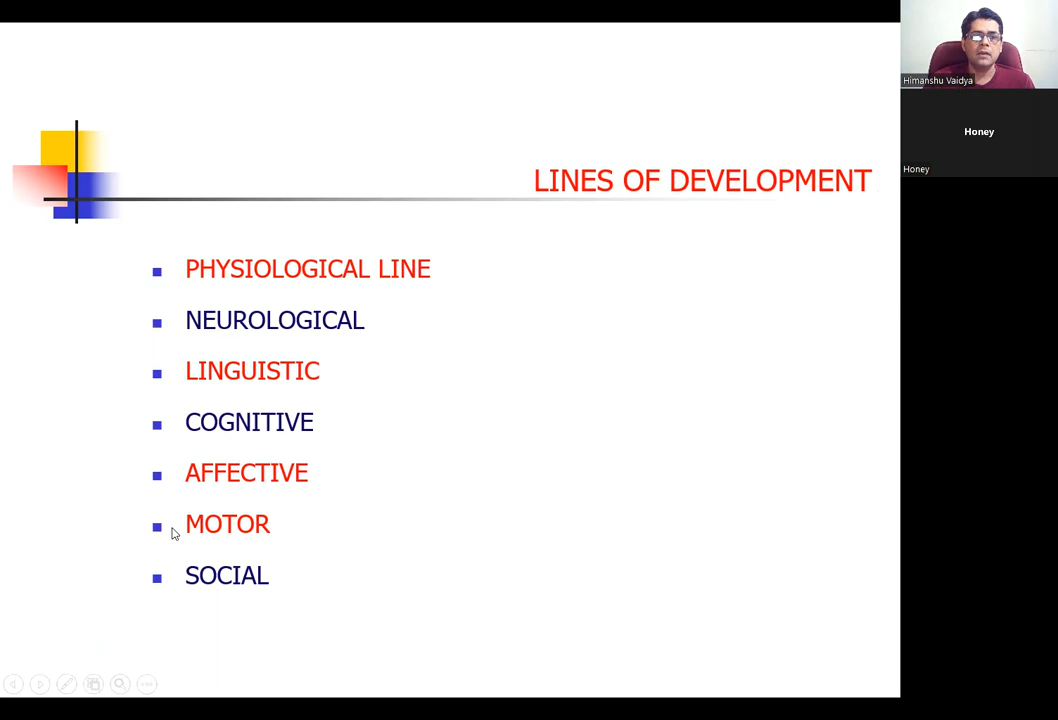 LINES OF DEVELOPMENT
PHYSIOLOGICAL LINE
NEUROLOGICAL
LINGUISTIC
COGNITIVE
AFFECTIVE
MOTOR
SOCIAL
Himanshu Vaidya
Honey
Honey